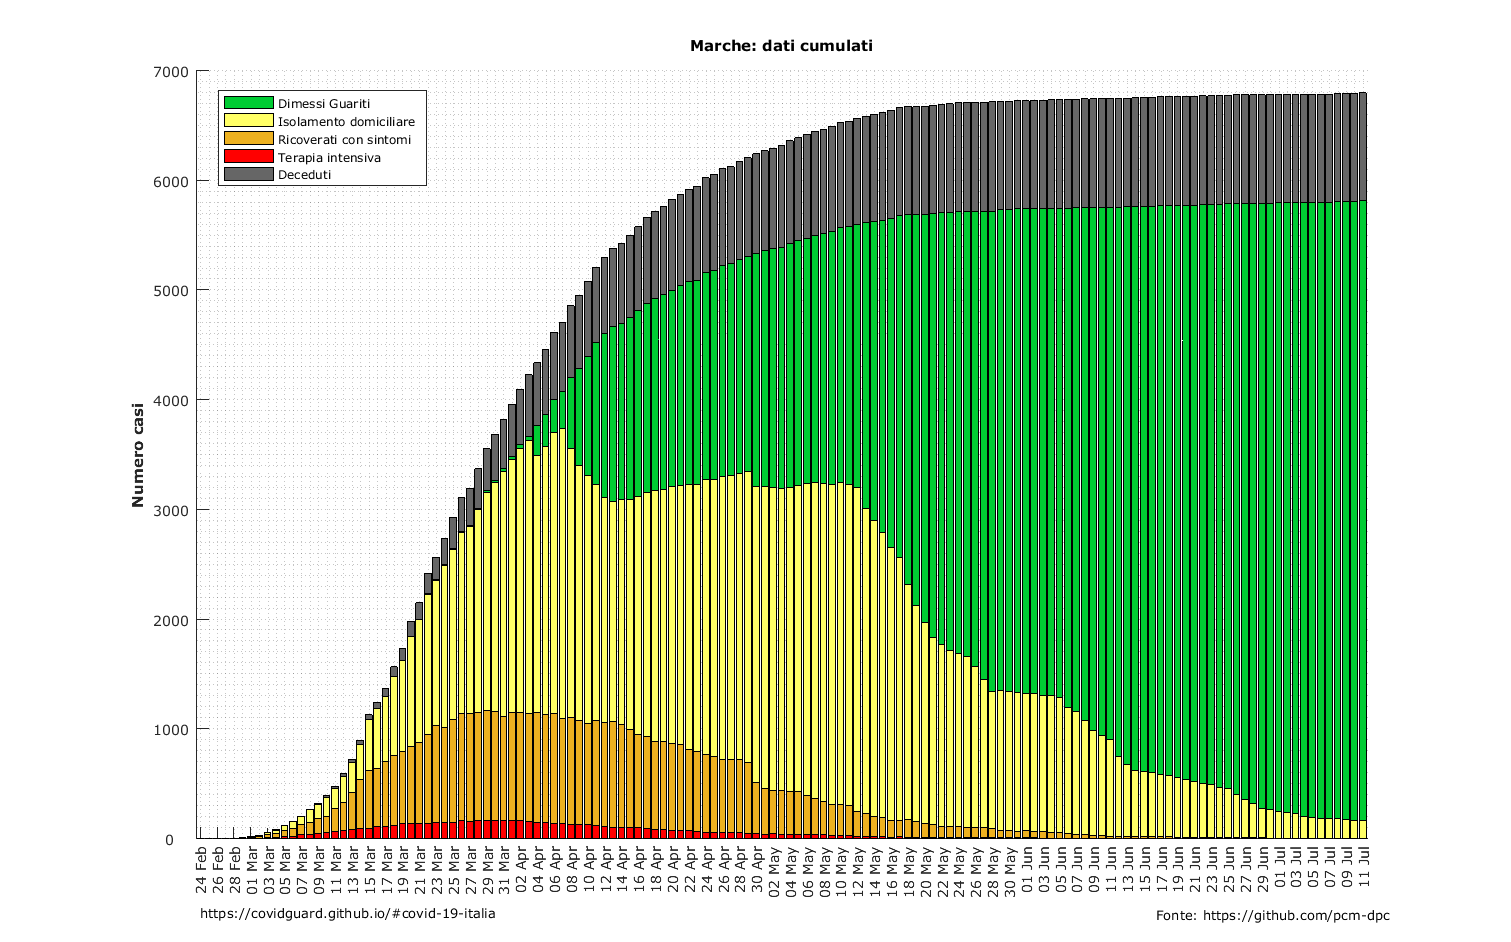 Marche: dati cumulati
7000
6000
5000
4000
3000
2000
1000
0
Numero casi
Dimessi Guariti
Isolamento domiciliare
Ricoverati con sintomi
Terapia intensiva
Deceduti
24 Feb
26 Feb
28 Feb
01 Mar
03 Mar
05 Mar
07 Mar
09 Mar
11 Mar
13 Mar
15 Mar
17 Mar
19 Mar
21 Mar
23 Mar
25 Mar
27 Mar
29 Mar
31 Mar
02 Apr
04 Apr
06 Apr
08 Apr
10 Apr
12 Apr
14 Apr
16 Apr
18 Apr
20 Apr
22 Apr
24 Apr
26 Apr
28 Apr
30 Apr
02 May
04 May
06 May
08 May
10 May
12 May
14 May
16 May
18 May
20 May
22 May
24 May
26 May
28 May
30 May
01 Jun
03 Jun
05 Jun
07 Jun
09 Jun
11 Jun
13 Jun
15 Jun
17 Jun
19 Jun
21 Jun
23 Jun
25 Jun
27 Jun
29 Jun
01 Jul
03 Jul
05 Jul
07 Jul
09 Jul
11 Jul
https://covidguard.github.io/#covid-19-italia
Fonte: https://github.com/pcm-dpc